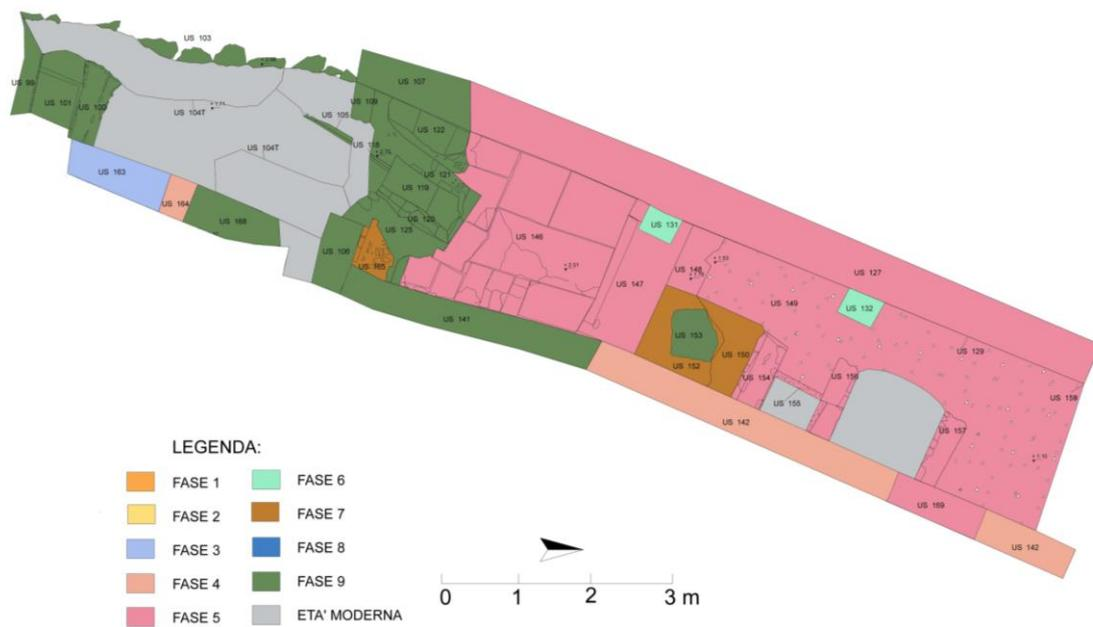 US 103
US 99
US 101
US 100
US 104T
US 105
US 104T
US 107
US 109
US 122
US 118
US 121
US 119
US 120
US 125
US 163
US 164
US 168
US 106
US 165
US 146
US 141
US 131
US 147
US 148
US 127
US 149
US 132
US 129
US 153
US 150
US 152
US 154
US 156
US 155
US 158
US 157
US 142
US 169
US 142
LEGENDA:
FASE 1
FASE 2
FASE 3
FASE 4
FASE 5
FASE 6
FASE 7
FASE 8
FASE 9
ETA' MODERNA
0 1 2 3 m